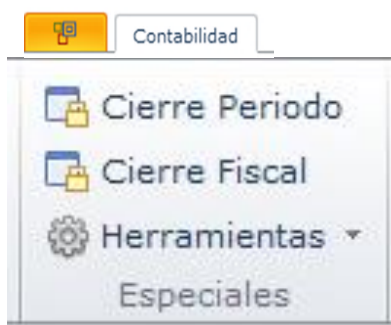 Contabilidad
Cierre Periodo
Cierre Fiscal
Herramientas
Especiales